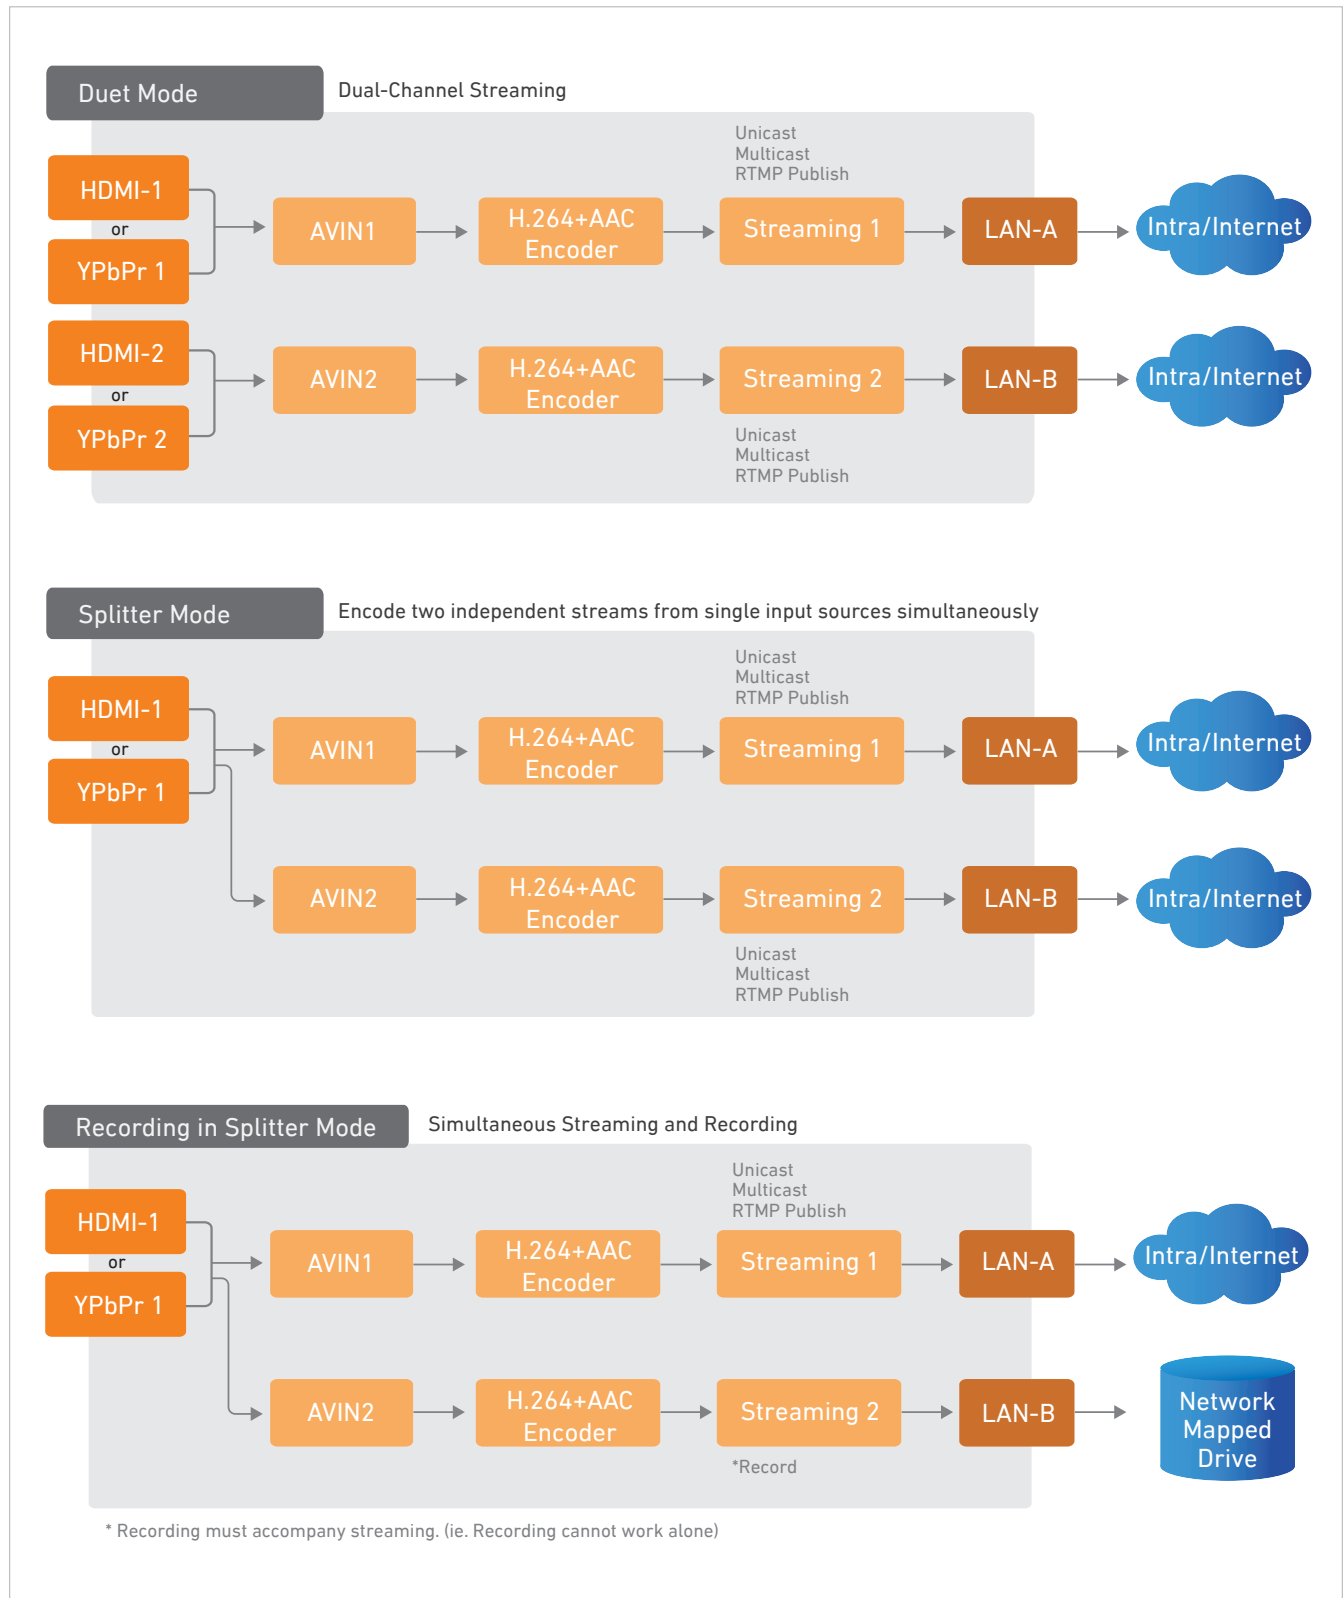 Duet Mode
Dual-Channel Streaming
Unicast
Multicast
RTMP Publish
HDMI-1
or
YPbPr 1
AVIN1
H.264+AAC
Encoder
Streaming 1
LAN-A
Intra/Internet
HDMI-2
or
YPbPr 2
AVIN2
H.264+AAC
Encoder
Streaming 2
LAN-B
Intra/Internet
Unicast
Multicast
RTMP Publish
Splitter Mode
Encode two independent streams from single input sources simultaneously
Unicast
Multicast
RTMP Publish
HDMI-1
or
YPbPr 1
AVIN1
H.264+AAC
Encoder
Streaming 1
LAN-A
Intra/Internet
AVIN2
H.264+AAC
Encoder
Streaming 2
LAN-B
Intra/Internet
Unicast
Multicast
RTMP Publish
Recording in Splitter Mode
Simultaneous Streaming and Recording
Unicast
Multicast
RTMP Publish
HDMI-1
or
YPbPr 1
AVIN1
H.264+AAC
Encoder
Streaming 1
LAN-A
Intra/Internet
AVIN2
H.264+AAC
Encoder
Streaming 2
LAN-B
Network
Mapped
Drive
*Record
* Recording must accompany streaming. (ie. Recording cannot work alone)